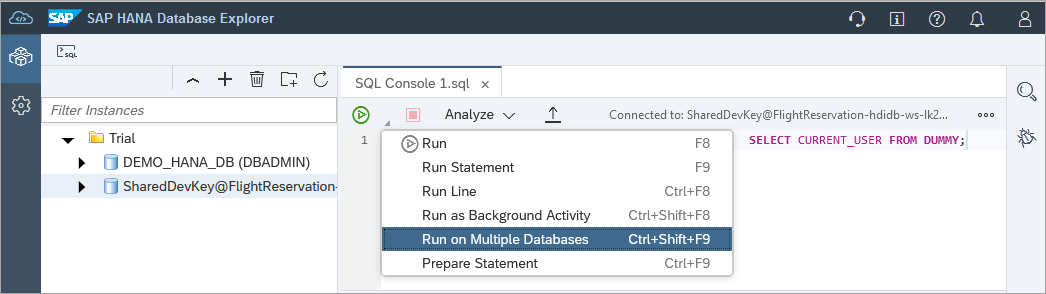 SAP SAP HANA Database Explorer
SQL
SQL Console 1.sql
Filter Instances
Trial
DEMO_HANA_DB (DBADMIN)
SharedDevKey@FlightReservation-
Analyze
Connected to: SharedDevKey@FlightReservation-hdidb-ws-lk2...
1
SELECT CURRENT_USER FROM DUMMY;
Run F8
Run Statement F9
Run Line Ctrl+F8
Run as Background Activity Ctrl+Shift+F8
Run on Multiple Databases Ctrl+Shift+F9
Prepare Statement Ctrl+F9